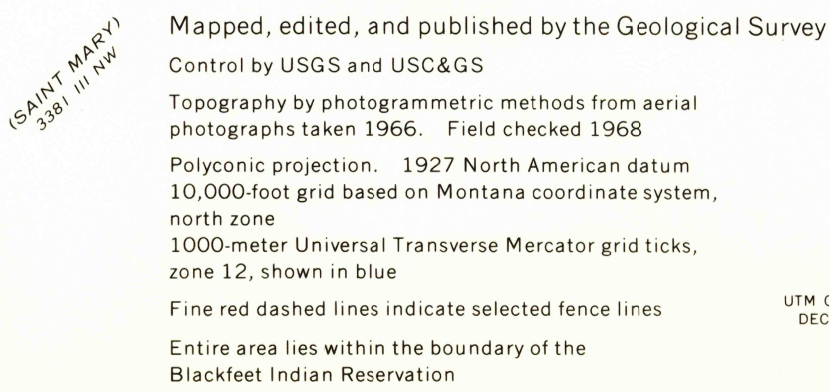 (SAINT MARY)
3381 III NW
Mapped, edited, and published by the Geological Survey
Control by USGS and USC&GS
Topography by photogrammetric methods from aerial
photographs taken 1966. Field checked 1968
Polyconic projection. 1927 North American datum
10,000-foot grid based on Montana coordinate system,
north zone
1000-meter Universal Transverse Mercator grid ticks,
zone 12, shown in blue
Fine red dashed lines indicate selected fence lines
Entire area lies within the boundary of the
Blackfeet Indian Reservation
UTM
DEC